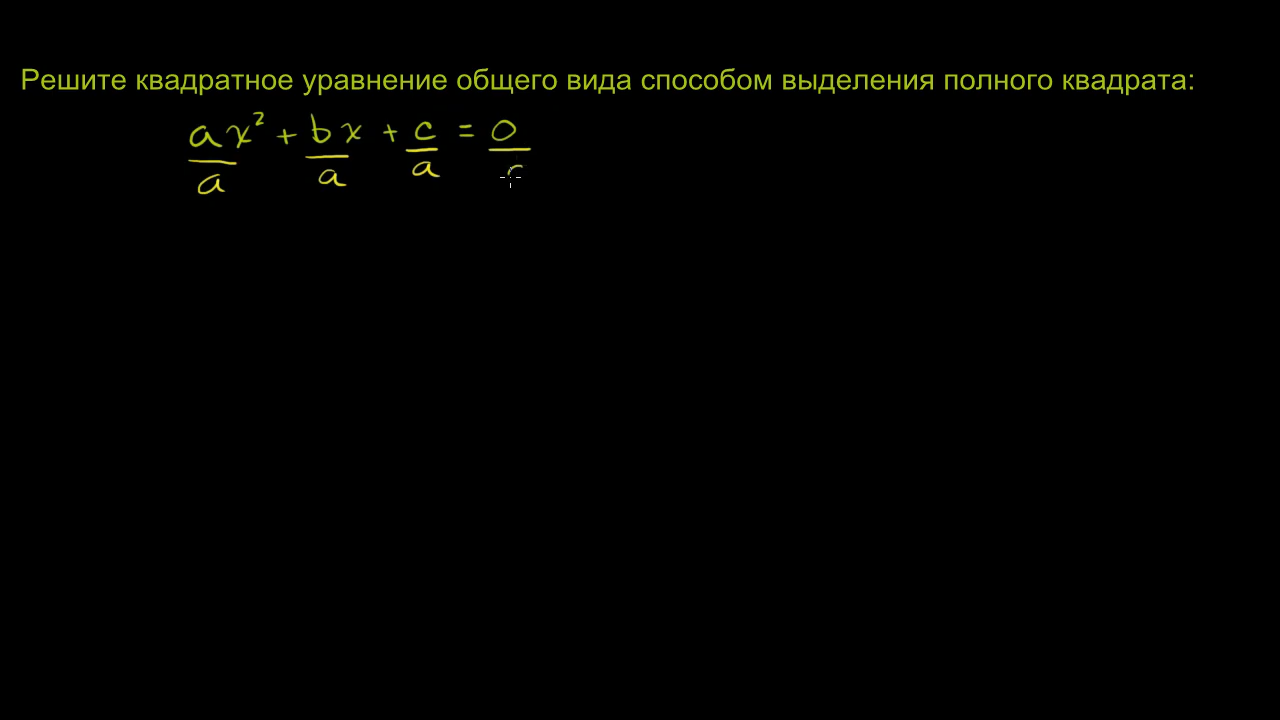 Решите квадратное уравнение общего вида способом выделения полного квадрата:
ax² + bx + c = 0
a a a